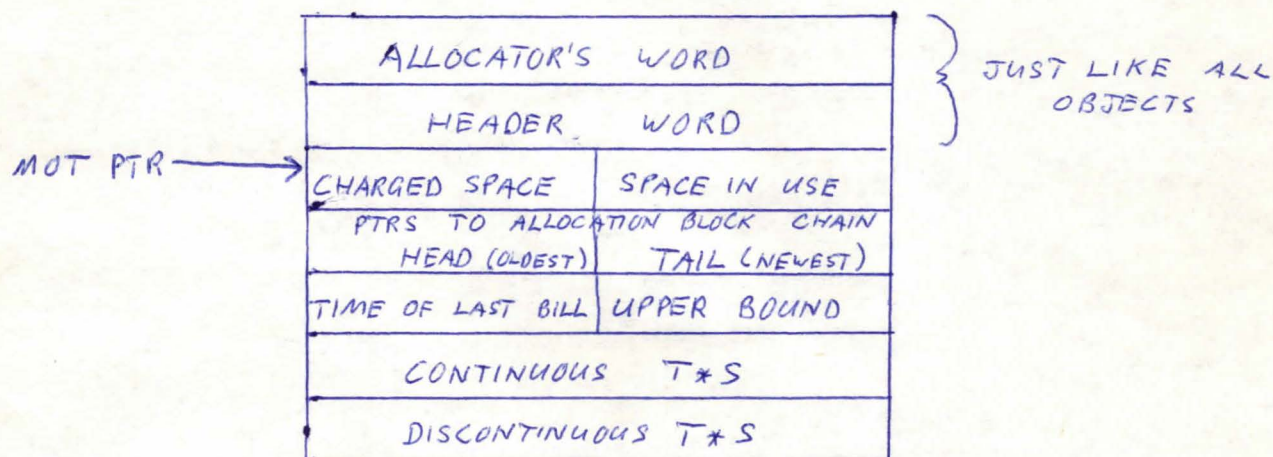 ALLOCATOR'S WORD
HEADER WORD
JUST LIKE ALL
OBJECTS
MOT PTR
CHARGED SPACE SPACE IN USE
PTRS TO ALLOCATION BLOCK CHAIN
HEAD (OLDEST) TAIL (NEWEST)
TIME OF LAST BILL UPPER BOUND
CONTINUOUS T*S
DISCONTINUOUS T*S